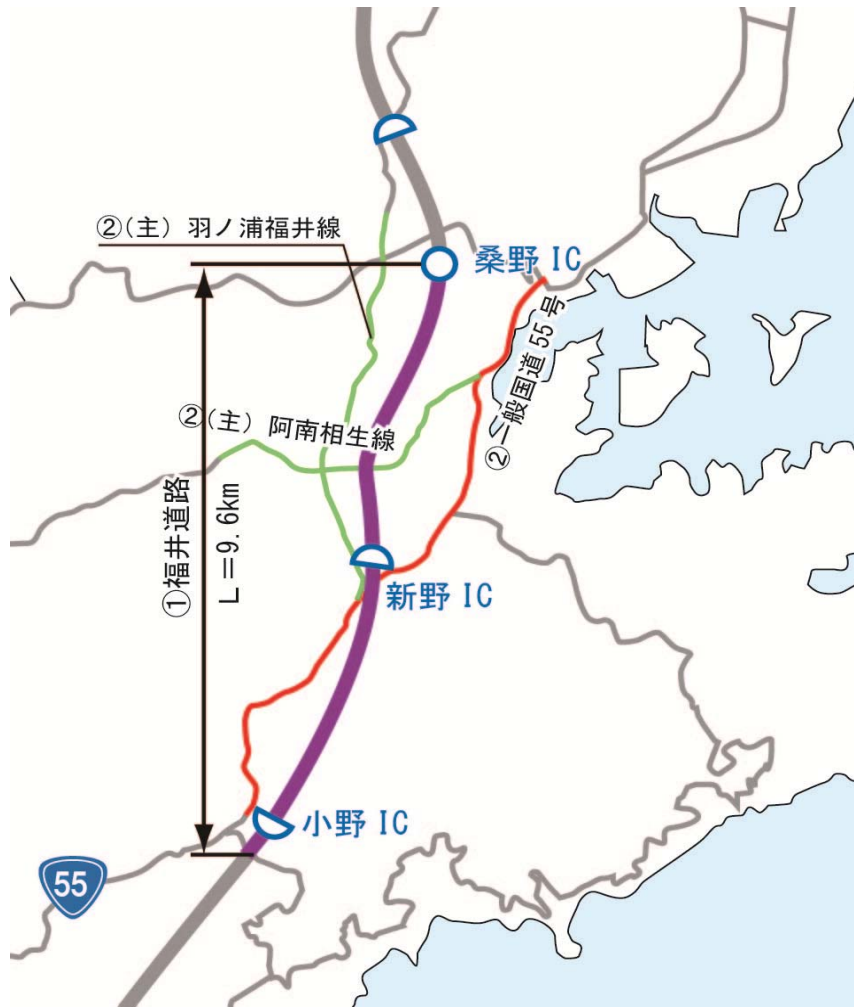 ②(主) 羽ノ浦福井線
桑野 IC
②一般国道 55 号
②(主) 阿南相生線
①福井道路
L=9.6km
新野 IC
小野 IC
55